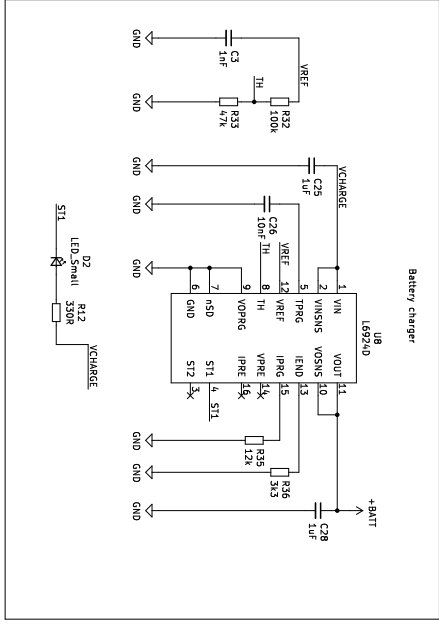 Battery charger
U8
L6924D
VIN
1
VINSNS
2
TPRG
5
VREF
12
TH
8
VOPRG
9
nSD
7
GND
6
VOUT
11
VOSNS
10
IEND
13
IPRG
15
VPRE
14
IPRE
16
ST1
4
ST2
3
+BATT
C28
1uF
GND
R36
3k3
GND
R35
12k
GND
ST1
VCHARGE
C25
1uF
GND
C26
10nF
GND
VREF
TH
GND
VREF
C3
1nF
GND
TH
R32
100k
R33
47k
GND
ST1
D2
LED_Small
R12
330R
VCHARGE